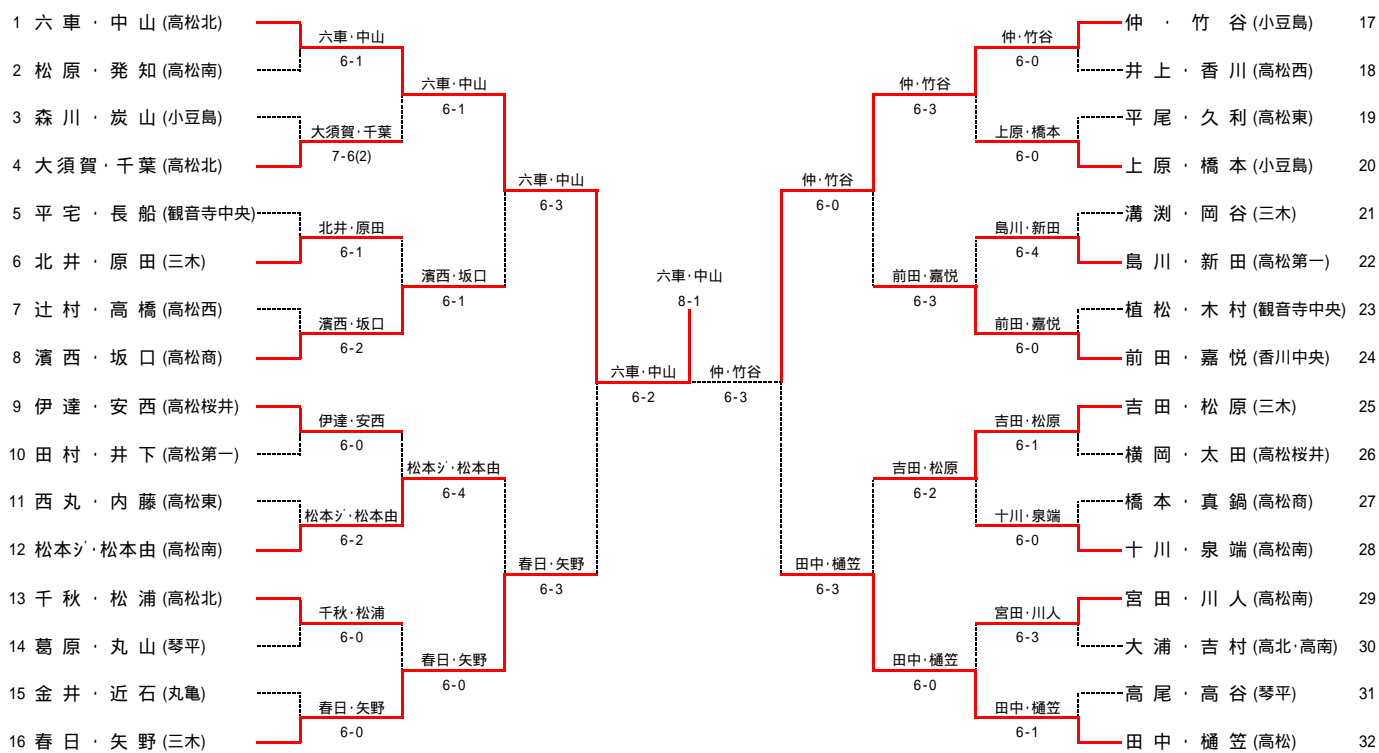 1 六車・中山 (高松北)
2 松原・発知 (高松南)
3 森川・炭山 (小豆島)
4 大須賀・千葉 (高松北)
5 平宅・長船 (観音寺中央)
6 北井・原田 (三木)
7 辻村・高橋 (高松西)
8 濱西・坂口 (高松商)
9 伊達・安西 (高松桜井)
10 田村・井下 (高松第一)
11 西丸・内藤 (高松東)
12 松本ジ・松本由 (高松南)
13 千秋・松浦 (高松北)
14 葛原・丸山 (琴平)
15 金井・近石 (丸亀)
16 春日・矢野 (三木)
六車・中山
6-1
大須賀・千葉
7-6(2)
北井・原田
6-1
濱西・坂口
6-2
伊達・安西
6-0
松本ジ・松本由
6-2
千秋・松浦
6-0
春日・矢野
6-0
六車・中山
6-1
濱西・坂口
6-1
松本ジ・松本由
6-4
春日・矢野
6-0
六車・中山
6-3
春日・矢野
6-3
六車・中山
6-2
六車・中山
8-1
仲・竹谷
6-3
仲・竹谷
6-0
田中・樋笠
6-3
仲・竹谷
6-3
前田・嘉悦
6-3
吉田・松原
6-2
田中・樋笠
6-0
仲・竹谷
6-0
上原・橋本
6-0
島川・新田
6-4
前田・嘉悦
6-0
吉田・松原
6-1
十川・泉端
6-0
宮田・川人
6-3
田中・樋笠
6-1
仲・竹谷 (小豆島) 17
井上・香川 (高松西) 18
平尾・久利 (高松東) 19
上原・橋本 (小豆島) 20
溝渕・岡谷 (三木) 21
島川・新田 (高松第一) 22
植松・木村 (観音寺中央) 23
前田・嘉悦 (香川中央) 24
吉田・松原 (三木) 25
横岡・太田 (高松桜井) 26
橋本・真鍋 (高松商) 27
十川・泉端 (高松南) 28
宮田・川人 (高松南) 29
大浦・吉村 (高北・高南) 30
高尾・高谷 (琴平) 31
田中・樋笠 (高松) 32